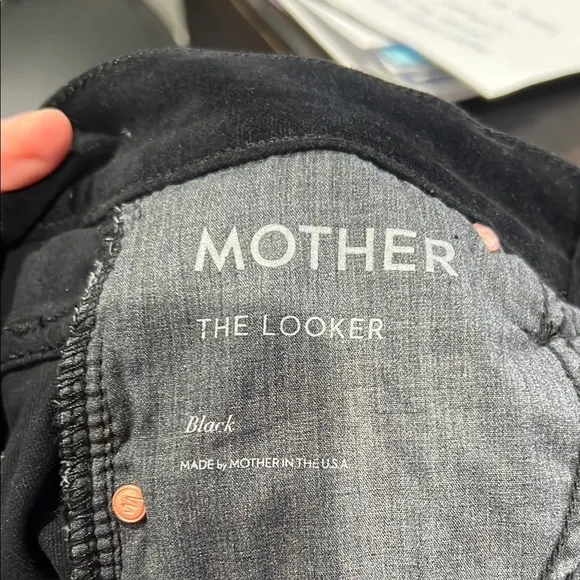 MOTHER
THE LOOKER
Black
MADE by MOTHER IN THE U.S.A.